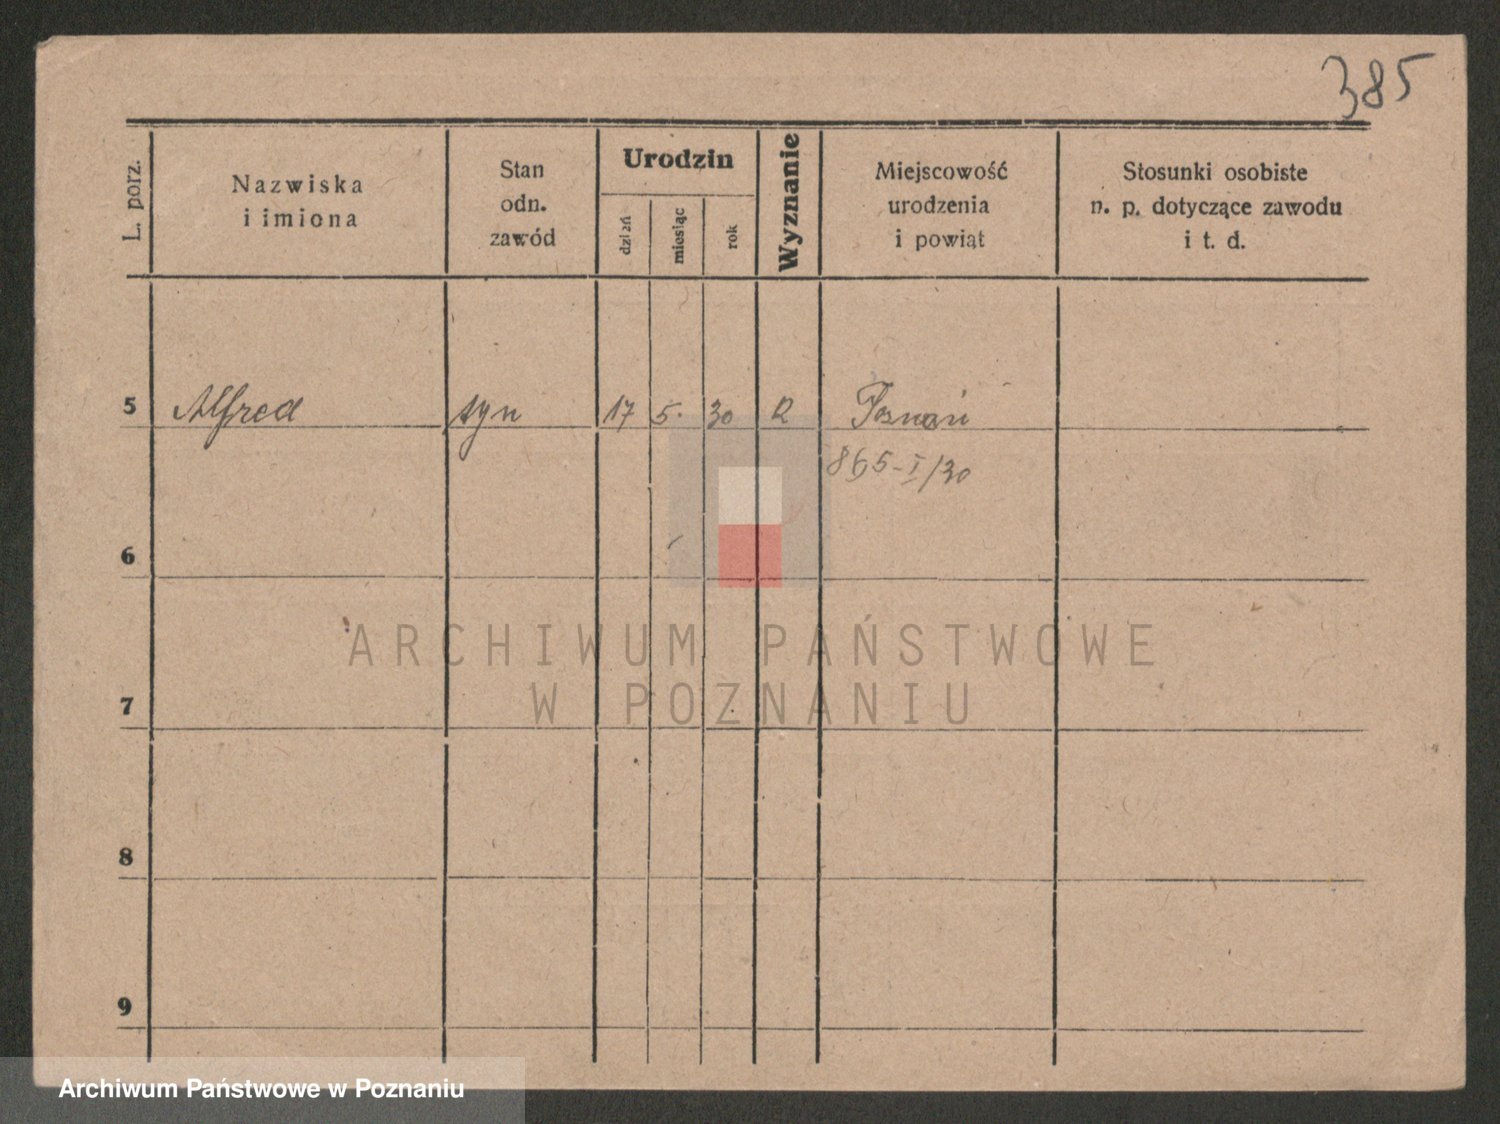 385
L. porz.
Nazwiska
i imiona
Stan
odn.
zawód
Urodzin
dzień
miesiąc
rok
Wyznanie
Miejscowość
urodzenia
i powiat
Stosunki osobiste
n. p. dotyczące zawodu
i t. d.
5 Alfred syn 17 5. 30 R Poznań
865-I/30
6
7
8
9
ARCHIWUM PAŃSTWOWE
W POZNANIU
Archiwum Państwowe w Poznaniu